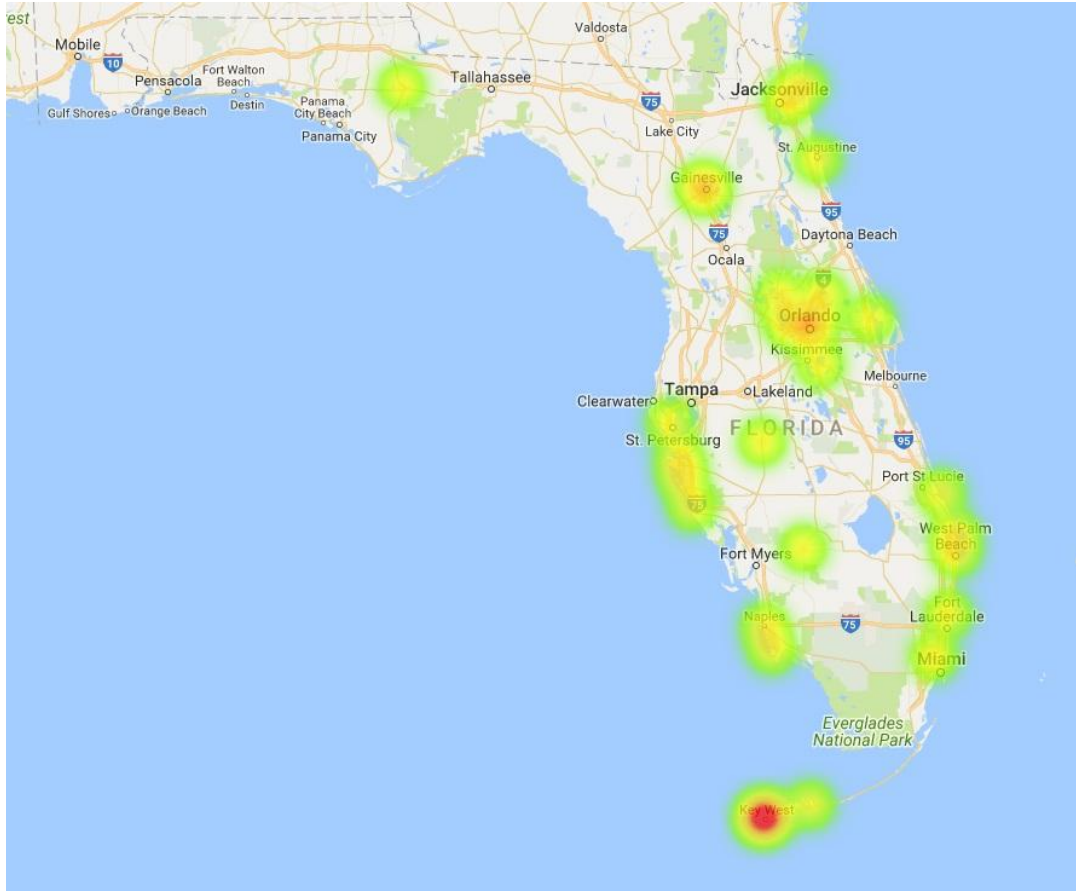 est
Mobile
10
Pensacola
Fort Walton
Beach
Destin
Gulf Shores
Orange Beach
Panama
City Beach
Panama City
Tallahassee
Valdosta
75
Lake City
Jacksonville
St. Augustine
Gainesville
95
75
Daytona Beach
Ocala
4
Orlando
Kissimmee
Melbourne
Clearwater
Tampa
Lakeland
St. Petersburg
FLORIDA
95
Port St Lucie
75
West Palm
Beach
Fort Myers
Fort
Lauderdale
Naples
75
Miami
Everglades
National Park
Key West